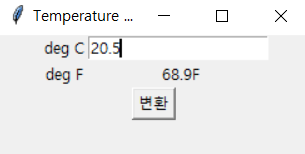 Temperature ...
deg C 20.5
deg F 68.9F
변환